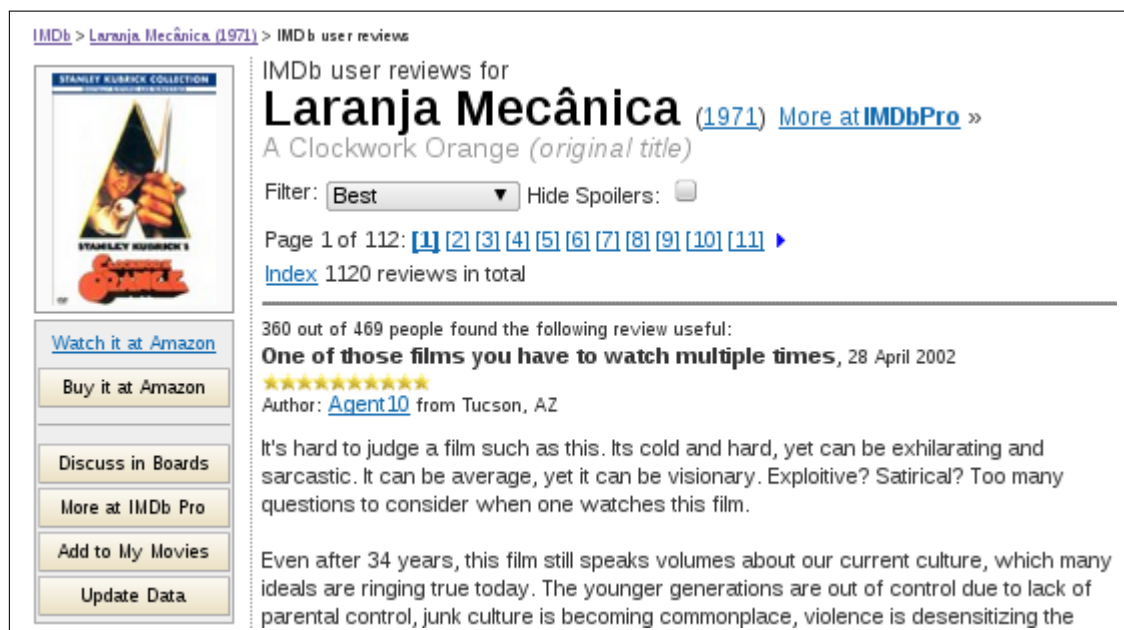 IMDb > Laranja Mecânica (1971) > IMDb user reviews
STANLEY KUBRICK COLLECTION
STANLEY KUBRICK'S
CLOCKWORK
ORANGE
Watch it at Amazon
Buy it at Amazon
Discuss in Boards
More at IMDb Pro
Add to My Movies
Update Data
IMDb user reviews for
Laranja Mecânica (1971) More at IMDbPro »
A Clockwork Orange (original title)
Filter: Best ▼ Hide Spoilers:
Page 1 of 112: [1] [2] [3] [4] [5] [6] [7] [8] [9] [10] [11]
Index 1120 reviews in total
360 out of 469 people found the following review useful:
One of those films you have to watch multiple times, 28 April 2002
Author: Agent10 from Tucson, AZ
It's hard to judge a film such as this. Its cold and hard, yet can be exhilarating and
sarcastic. It can be average, yet it can be visionary. Exploitive? Satirical? Too many
questions to consider when one watches this film.
Even after 34 years, this film still speaks volumes about our current culture, which many
ideals are ringing true today. The younger generations are out of control due to lack of
parental control, junk culture is becoming commonplace, violence is desensitizing the